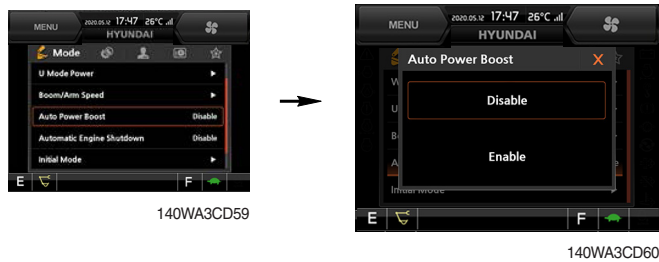 MENU 2020.05.12 17:47 26°C
HYUNDAI
Mode
U Mode Power
Boom/Arm Speed
Auto Power Boost Disable
Automatic Engine Shutdown Disable
Initial Mode
E F
140WA3CD59
MENU 2020.05.12 17:47 26°C
HYUNDAI
Auto Power Boost X
Disable
Enable
Initial Mode
E F
140WA3CD60